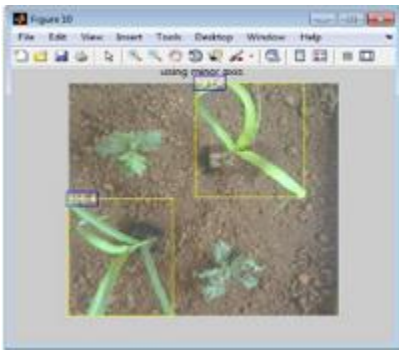 Figure 10
File Edit View Insert Tools Desktop Window Help
using minor axis